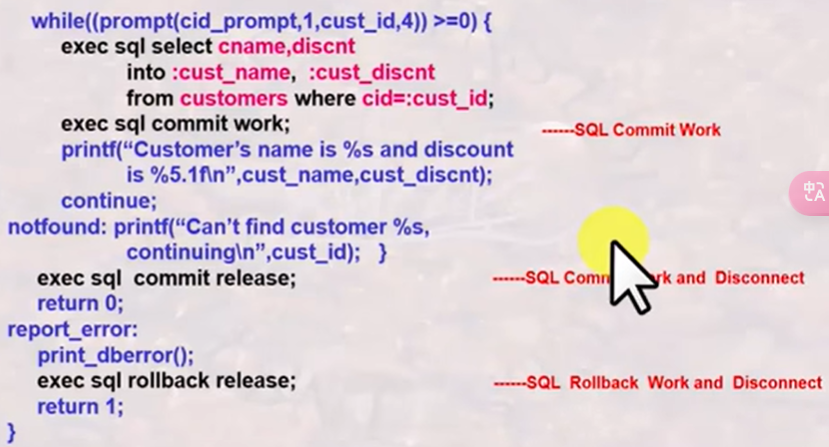 while((prompt(cid_prompt,1,cust_id,4)) >=0) {
exec sql select cname,discnt
into :cust_name, :cust_discnt
from customers where cid=:cust_id;
exec sql commit work; ------SQL Commit Work
printf(“Customer’s name is %s and discount
is %5.1f\n”,cust_name,cust_discnt);
continue;
notfound: printf(“Can’t find customer %s,
continuing\n”,cust_id); }
exec sql commit release; ------SQL and Disconnect
return 0;
report_error:
print_dberror();
exec sql rollback release; ------SQL Rollback Work and Disconnect
return 1;
}
中
A